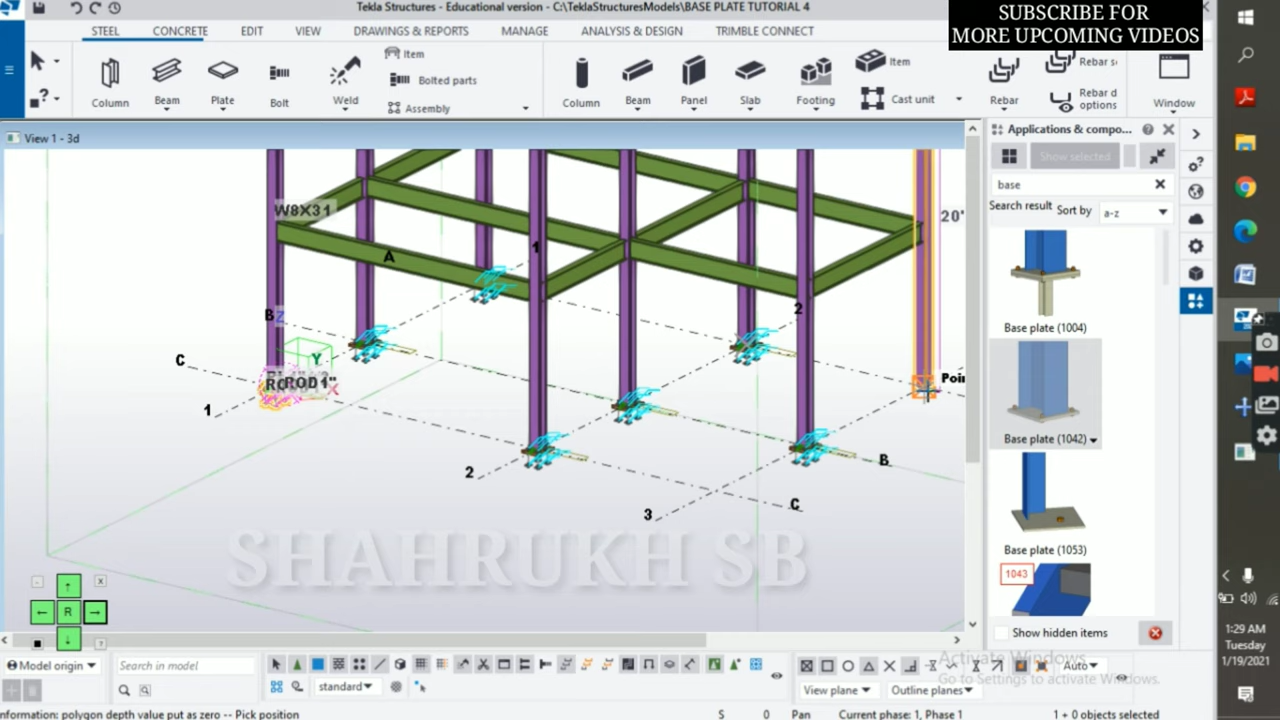 Tekla Structures - Educational version - C:\TeklaStructuresModels\BASE PLATE TUTORIAL 4
SUBSCRIBE FOR
MORE UPCOMING VIDEOS
STEEL CONCRETE EDIT VIEW DRAWINGS & REPORTS MANAGE ANALYSIS & DESIGN TRIMBLE CONNECT
Item
Bolted parts
Assembly
Column Beam Plate Bolt Weld
Column Beam Panel Slab Footing
Item
Cast unit
Rebar
Rebar s
Rebar d
options
Window
View 1 - 3d
Applications & compo...
Show selected
base
Search result Sort by a-z
Base plate (1004)
Base plate (1042)
Base plate (1053)
1043
Show hidden items
W8X31
20'
A
1
B Z
2
C
Y
ROD 1"
X
Poin
1
2
B
3
C
SHAHRUKH SB
R
x
?
Model origin
Search in model
standard
Auto
View plane
Outline planes
Activate Windows
Go to Settings to activate Windows.
nformation: polygon depth value put as zero -- Pick position
S 0 Pan Current phase: 1, Phase 1 1 + 0 objects selected
1:29 AM
Tuesday
1/19/2021